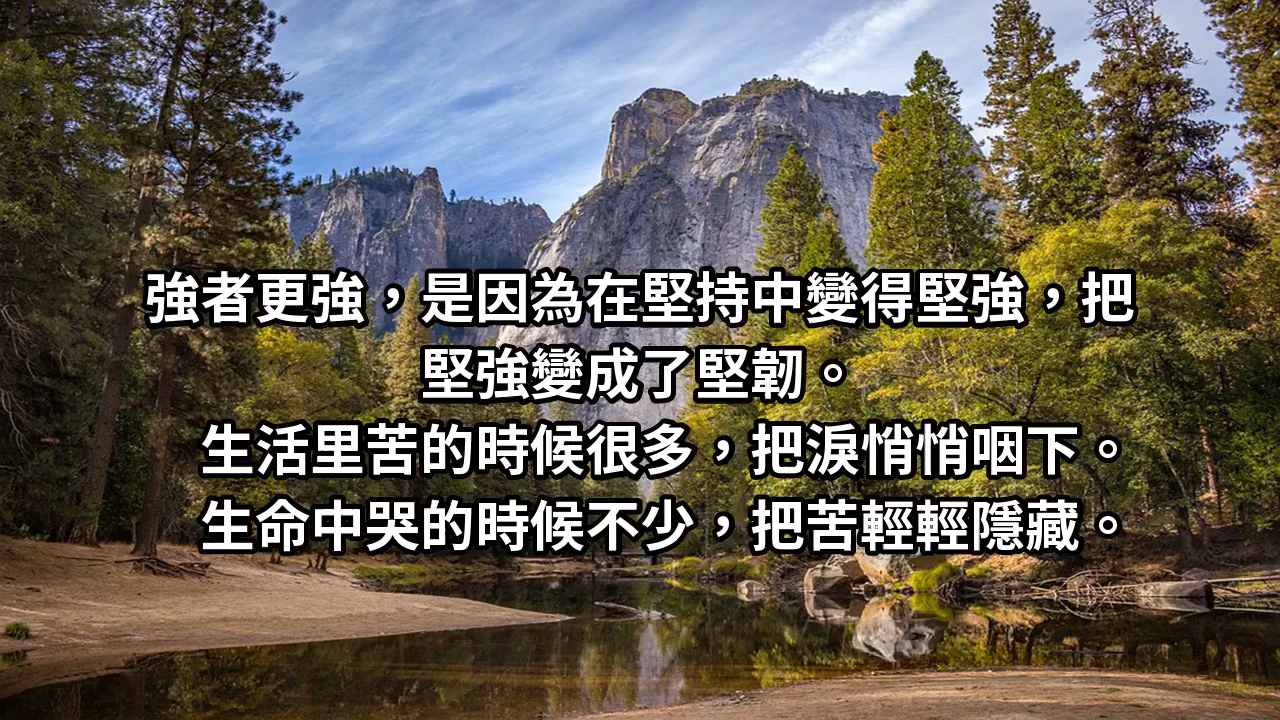 強者更強，是因為在堅持中變得堅強，把
堅強變成了堅韌。
生活里苦的時候很多，把淚悄悄咽下。
生命中哭的時候不少，把苦輕輕隱藏。